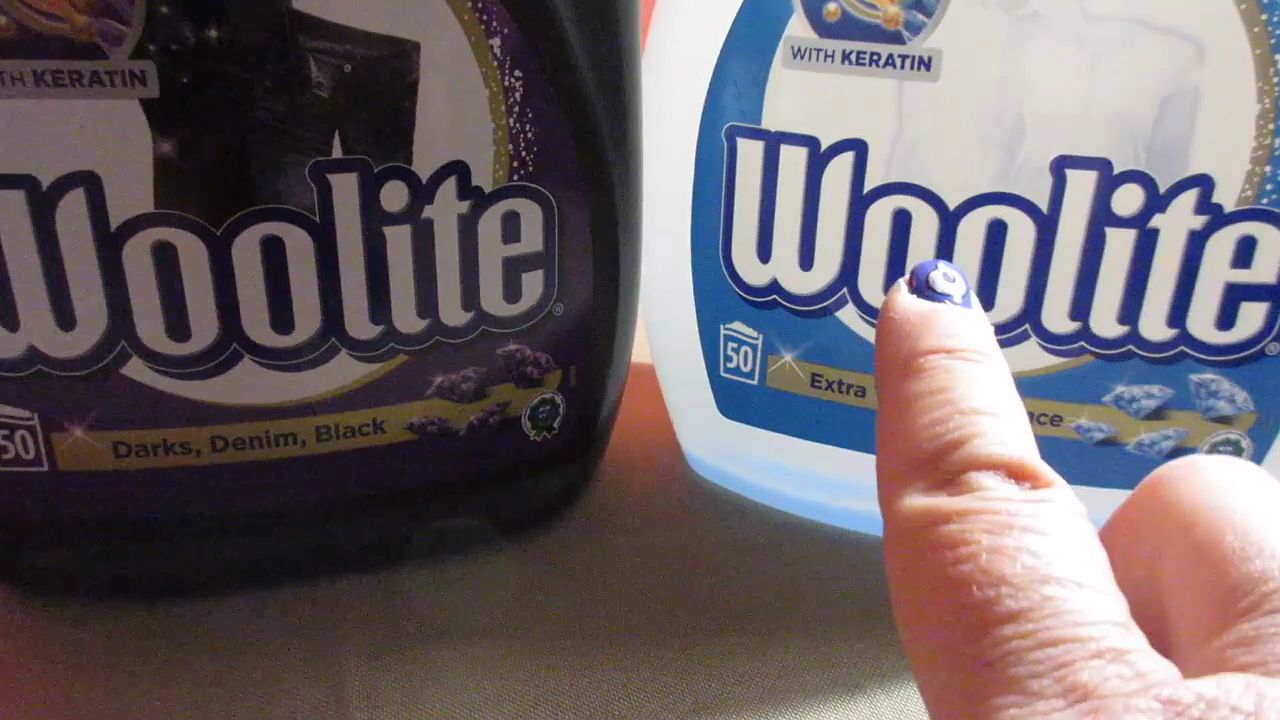 TH KERATIN
Woolite®
50
Darks, Denim, Black
WITH KERATIN
Woolite®
50
Extra nce